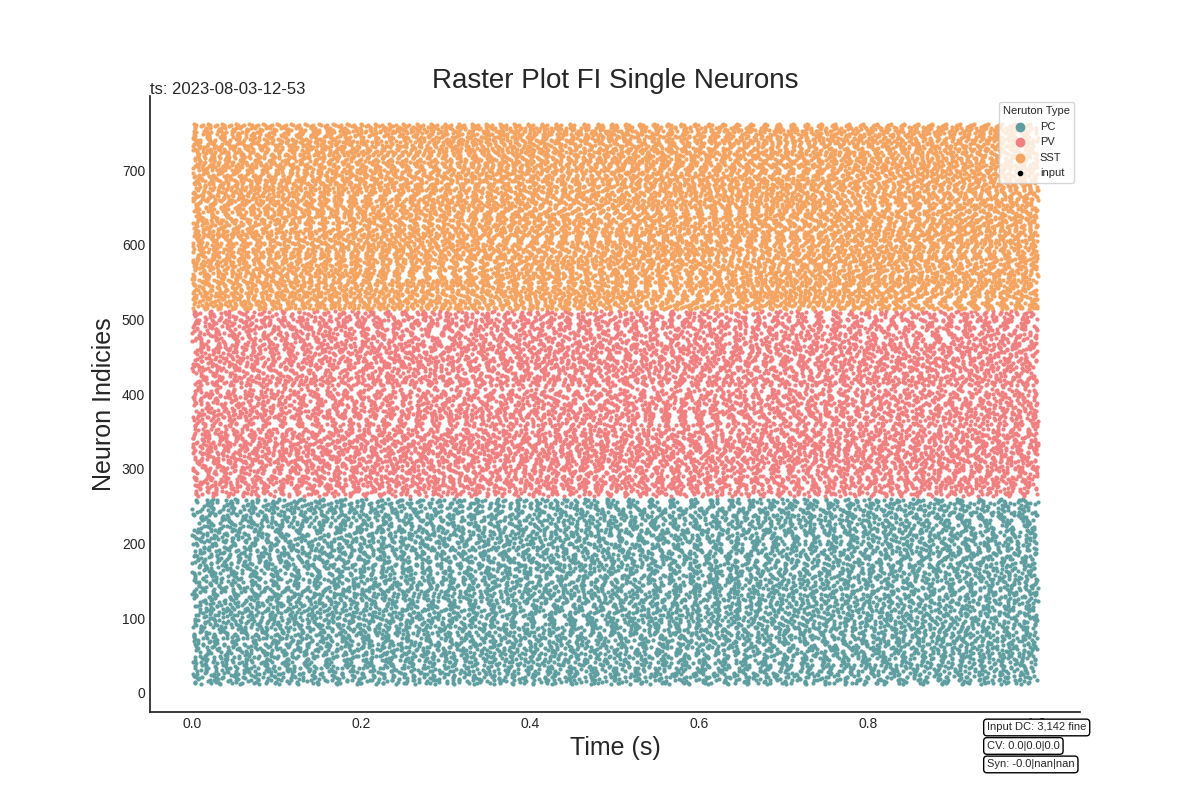 Raster Plot FI Single Neurons
ts: 2023-08-03-12-53
Neruton Type
PC
PV
SST
input
Neuron Indicies
700
600
500
400
300
200
100
0
0.0 0.2 0.4 0.6 0.8
Time (s)
Input DC: 3,142 fine
CV: 0.0|0.0|0.0
Syn: -0.0|nan|nan